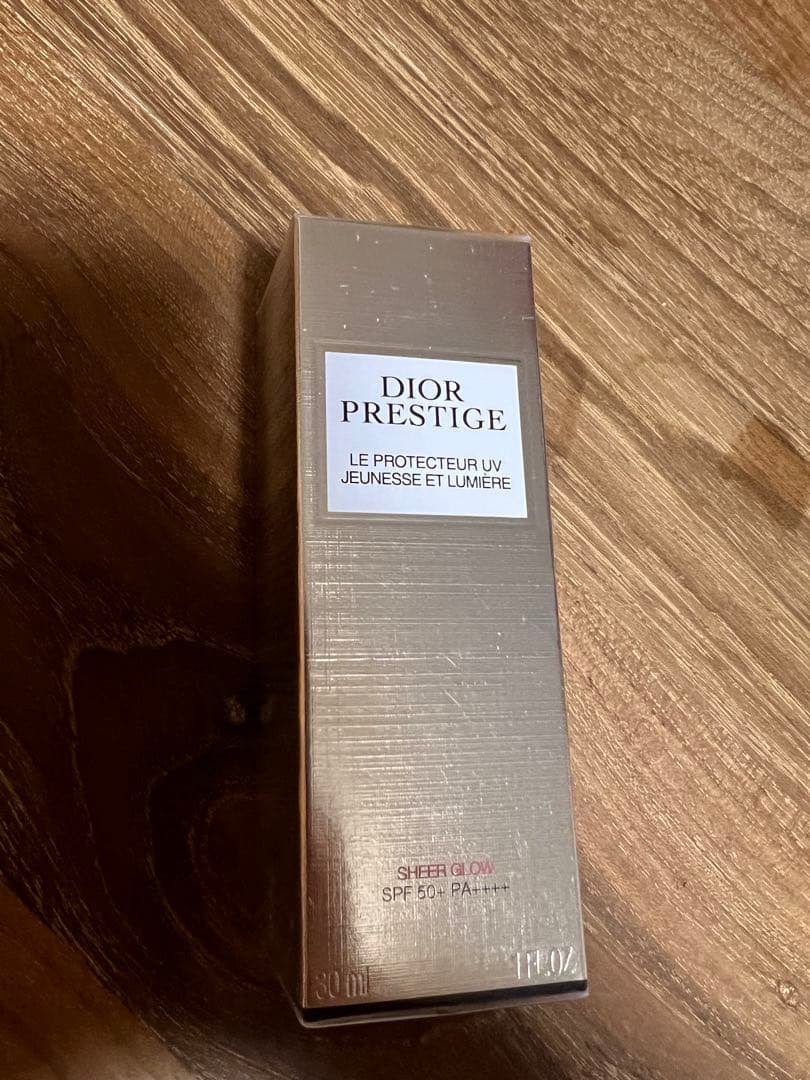 DIOR
PRESTIGE
LE PROTECTEUR UV
JEUNESSE ET LUMIÈRE
SHEER GLOW
SPF 50+ PA++++
30 ml
1 FL.OZ